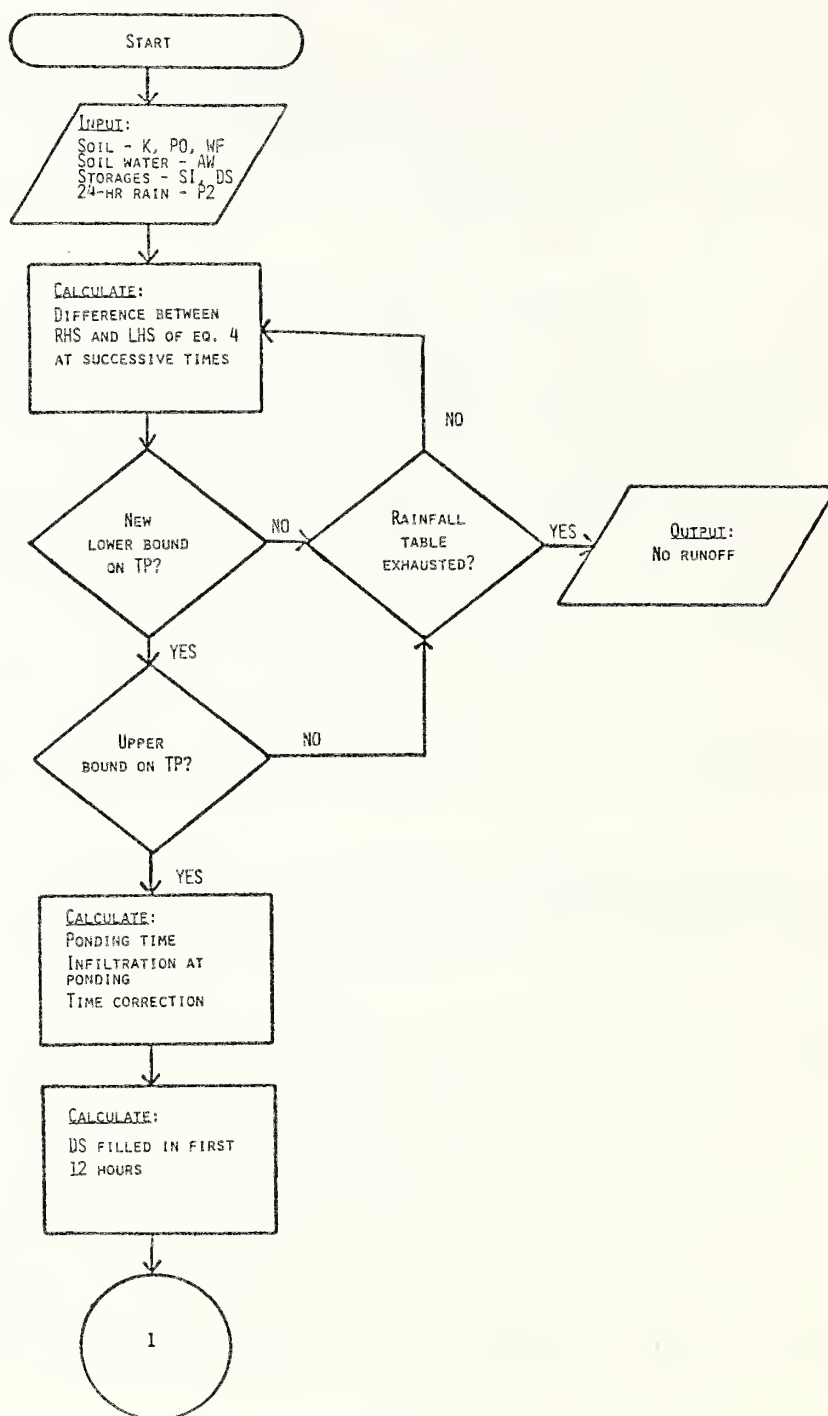 START
INPUT:
SOIL - K, PO, WF
SOIL WATER - AW
STORAGES - SI, DS
24-HR RAIN - P2
CALCULATE:
DIFFERENCE BETWEEN
RHS AND LHS OF EQ. 4
AT SUCCESSIVE TIMES
NO
NEW
LOWER BOUND
ON TP?
NO
RAINFALL
TABLE
EXHAUSTED?
YES
OUTPUT:
NO RUNOFF
YES
UPPER
BOUND ON TP?
NO
YES
CALCULATE:
PONDING TIME
INFILTRATION AT
PONDING
TIME CORRECTION
CALCULATE:
DS FILLED IN FIRST
12 HOURS
1